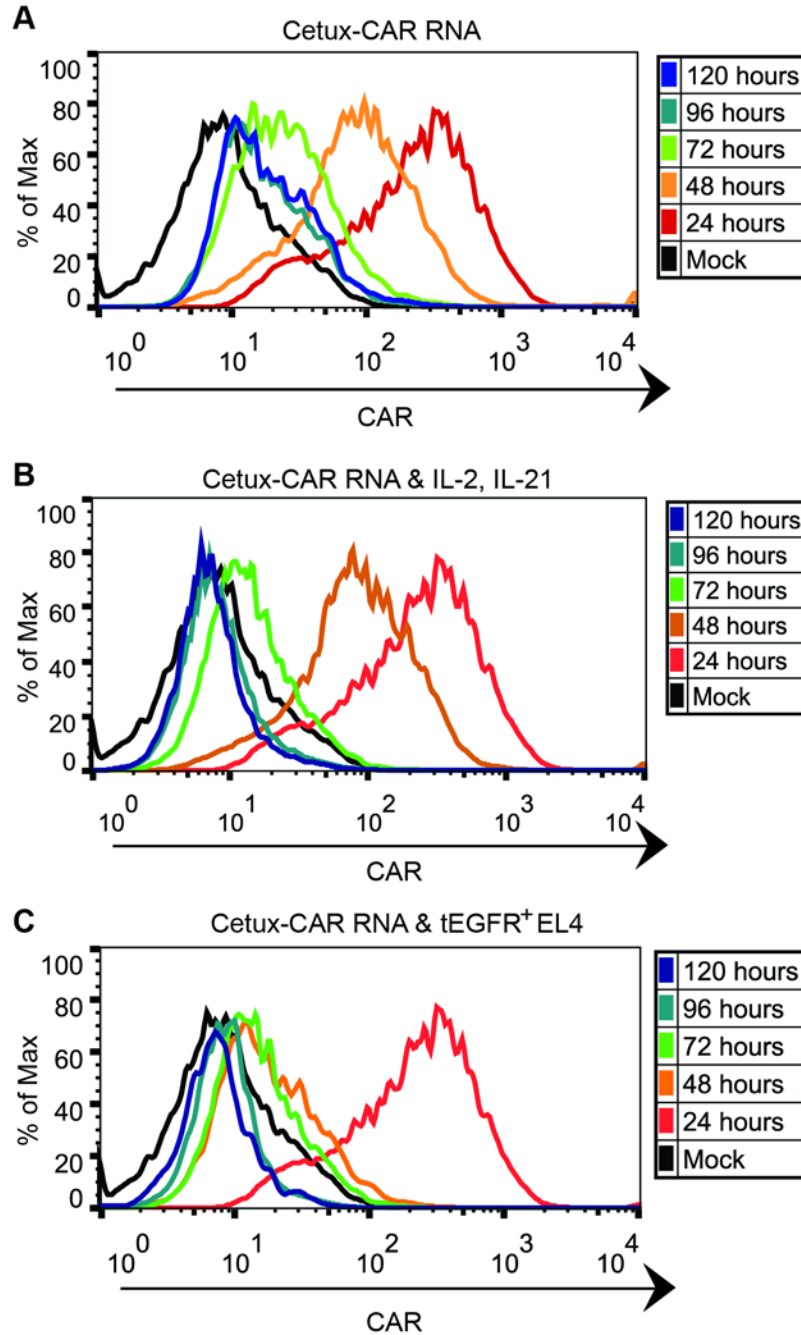 A
Cetux-CAR RNA
% of Max
100
80
60
40
20
0
10^0 10^1 10^2 10^3 10^4
CAR
120 hours
96 hours
72 hours
48 hours
24 hours
Mock
B
Cetux-CAR RNA & IL-2, IL-21
% of Max
100
80
60
40
20
0
10^0 10^1 10^2 10^3 10^4
CAR
120 hours
96 hours
72 hours
48 hours
24 hours
Mock
C
Cetux-CAR RNA & tEGFR⁺ EL4
% of Max
100
80
60
40
20
0
10^0 10^1 10^2 10^3 10^4
CAR
120 hours
96 hours
72 hours
48 hours
24 hours
Mock